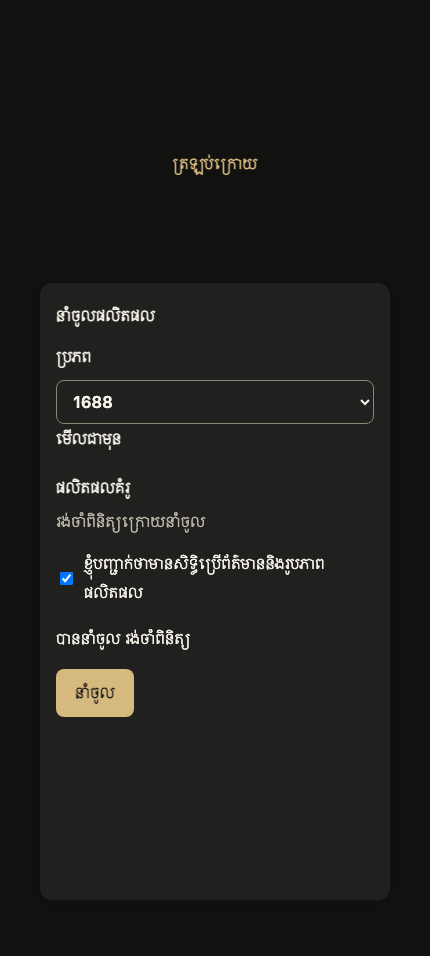 ត្រឡប់ក្រោយ
នាំចូលផលិតផល
ប្រភព
1688
មើលជាមុន
ផលិតផលគំរូ
រង់ចាំពិនិត្យក្រោយនាំចូល
ខ្ញុំបញ្ជាក់ថាមានសិទ្ធិប្រើព័ត៌មាននិងរូបភាព
ផលិតផល
បាននាំចូល រង់ចាំពិនិត្យ
នាំចូល